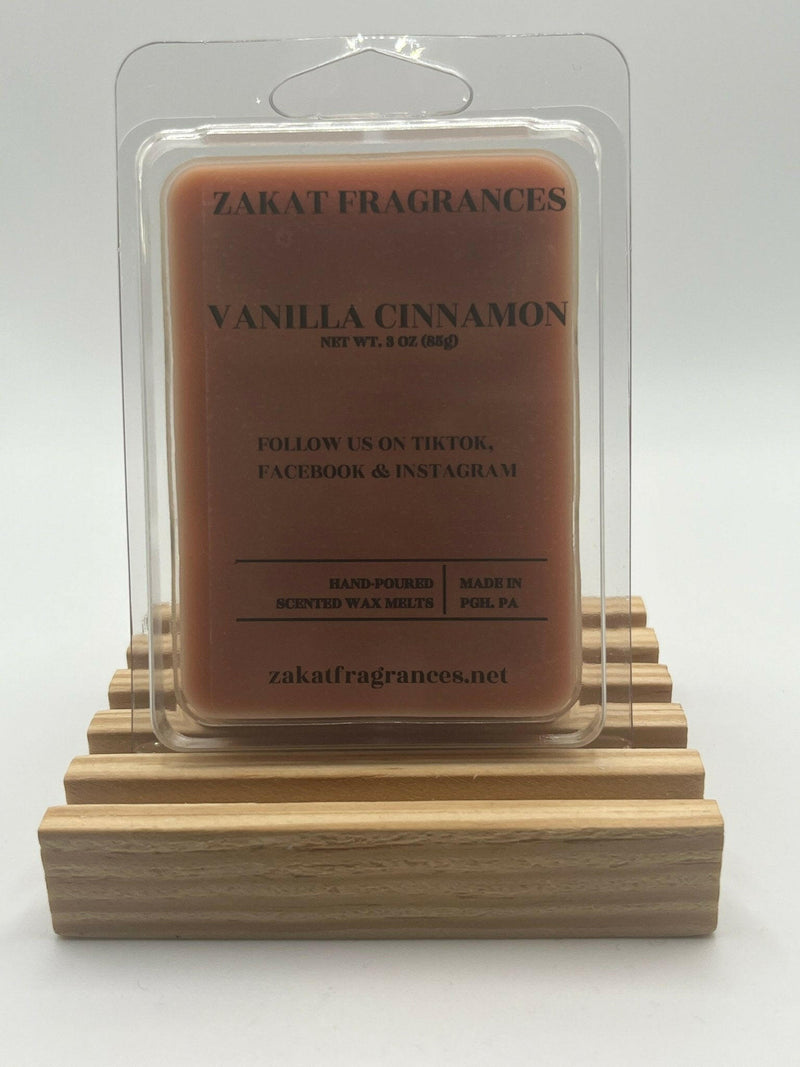 ZAKAT FRAGRANCES
VANILLA CINNAMON
NET WT. 3 OZ (85g)
FOLLOW US ON TIKTOK,
FACEBOOK & INSTAGRAM
HAND-POURED
SCENTED WAX MELTS
MADE IN
PGH. PA
zakatfragrances.net